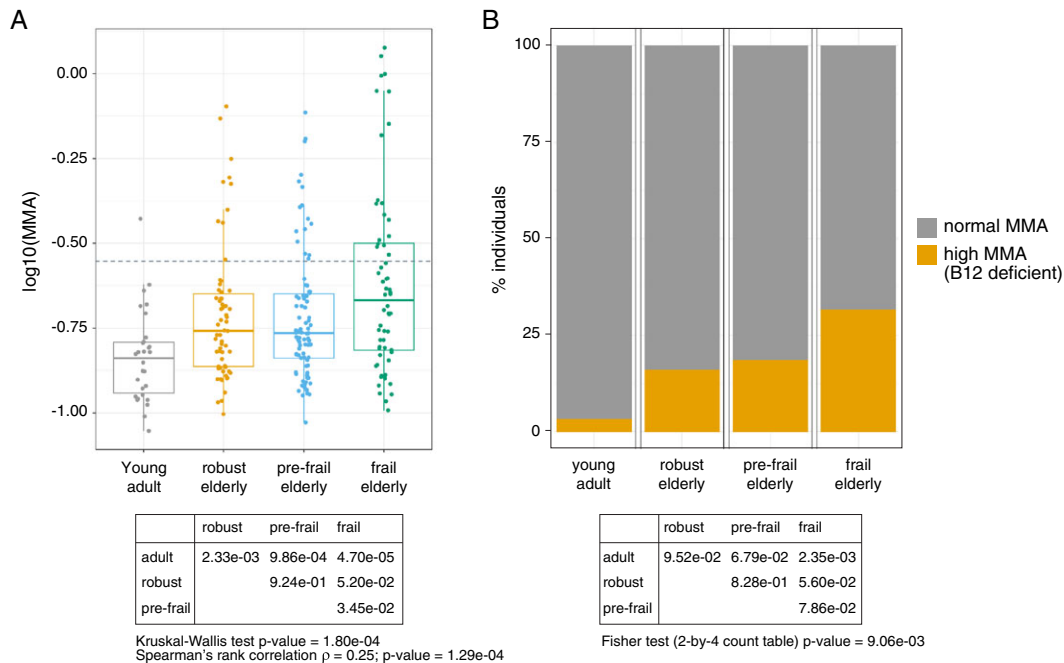 A
log10(MMA)
0.00
-0.25
-0.50
-0.75
-1.00
Young adult
robust elderly
pre-frail elderly
frail elderly
robust pre-frail frail
adult 2.33e-03 9.86e-04 4.70e-05
robust 9.24e-01 5.20e-02
pre-frail 3.45e-02
Kruskal-Wallis test p-value = 1.80e-04
Spearman's rank correlation ρ = 0.25; p-value = 1.29e-04
B
% individuals
100
75
50
25
0
young adult
robust elderly
pre-frail elderly
frail elderly
normal MMA
high MMA
(B12 deficient)
robust pre-frail frail
adult 9.52e-02 6.79e-02 2.35e-03
robust 8.28e-01 5.60e-02
pre-frail 7.86e-02
Fisher test (2-by-4 count table) p-value = 9.06e-03